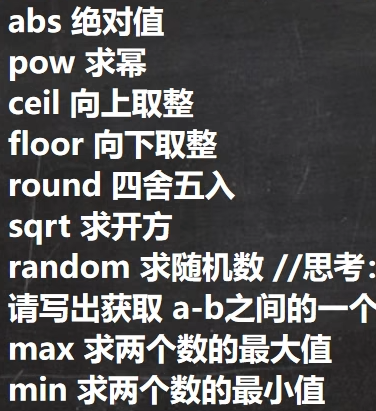 abs 绝对值
pow 求幂
ceil 向上取整
floor 向下取整
round 四舍五入
sqrt 求开方
random 求随机数 //思考：
请写出获取 a-b之间的一个
max 求两个数的最大值
min 求两个数的最小值